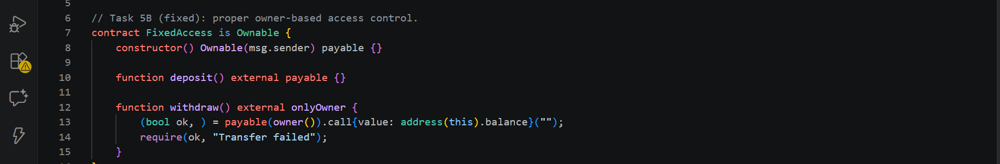 5
6 // Task 5B (fixed): proper owner-based access control.
7 contract FixedAccess is Ownable {
8     constructor() Ownable(msg.sender) payable {}
9
10     function deposit() external payable {}
11
12     function withdraw() external onlyOwner {
13         (bool ok, ) = payable(owner()).call{value: address(this).balance}("");
14         require(ok, "Transfer failed");
15     }